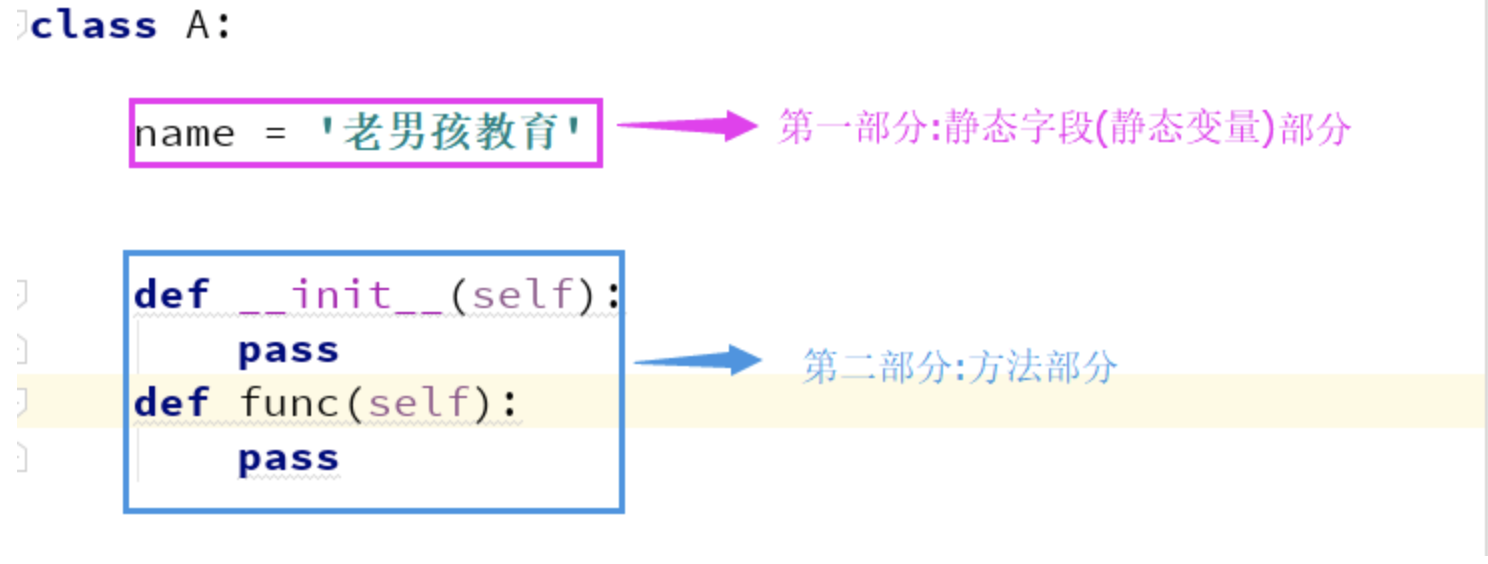 class A:
name = '老男孩教育'
第一部分:静态字段(静态变量)部分
def __init__(self):
pass
第二部分:方法部分
def func(self):
pass